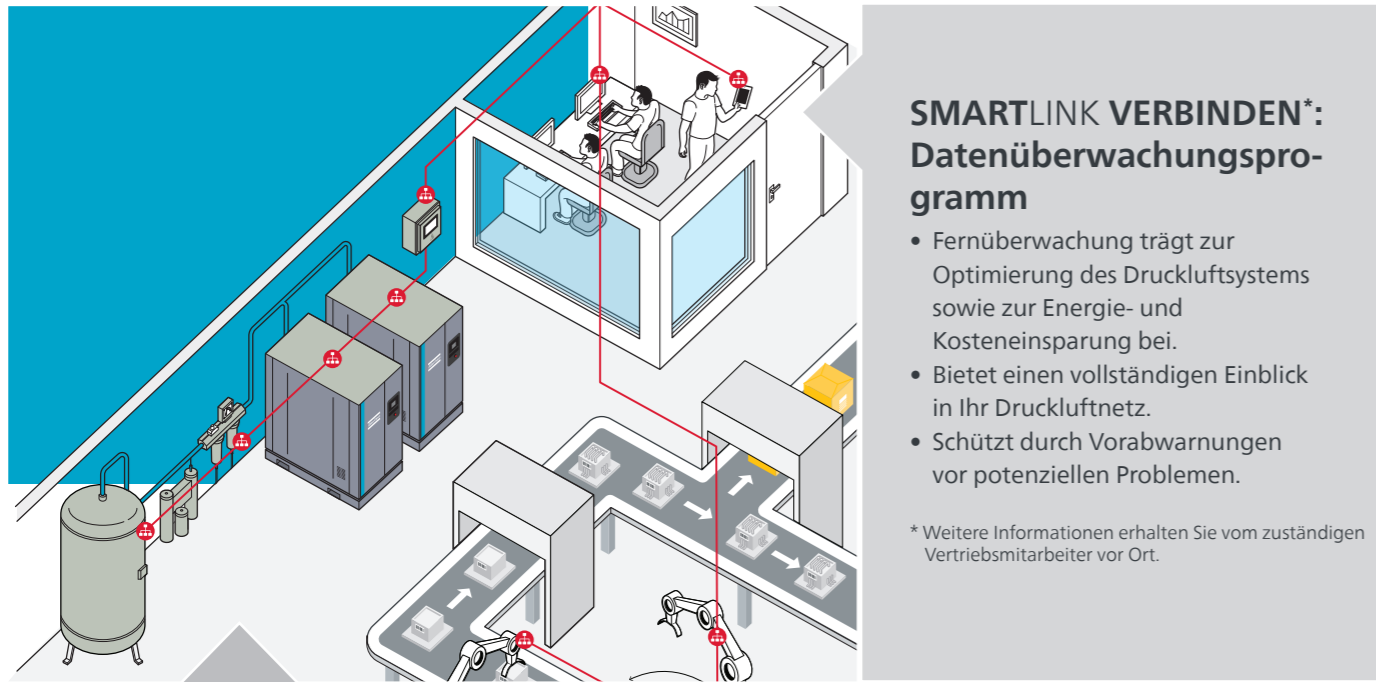 SMARTLINK VERBINDEN*:
Datenüberwachungspro-
gramm
• Fernüberwachung trägt zur
Optimierung des Druckluftsystems
sowie zur Energie- und
Kosteneinsparung bei.
• Bietet einen vollständigen Einblick
in Ihr Druckluftnetz.
• Schützt durch Vorabwarnungen
vor potenziellen Problemen.
* Weitere Informationen erhalten Sie vom zuständigen
Vertriebsmitarbeiter vor Ort.